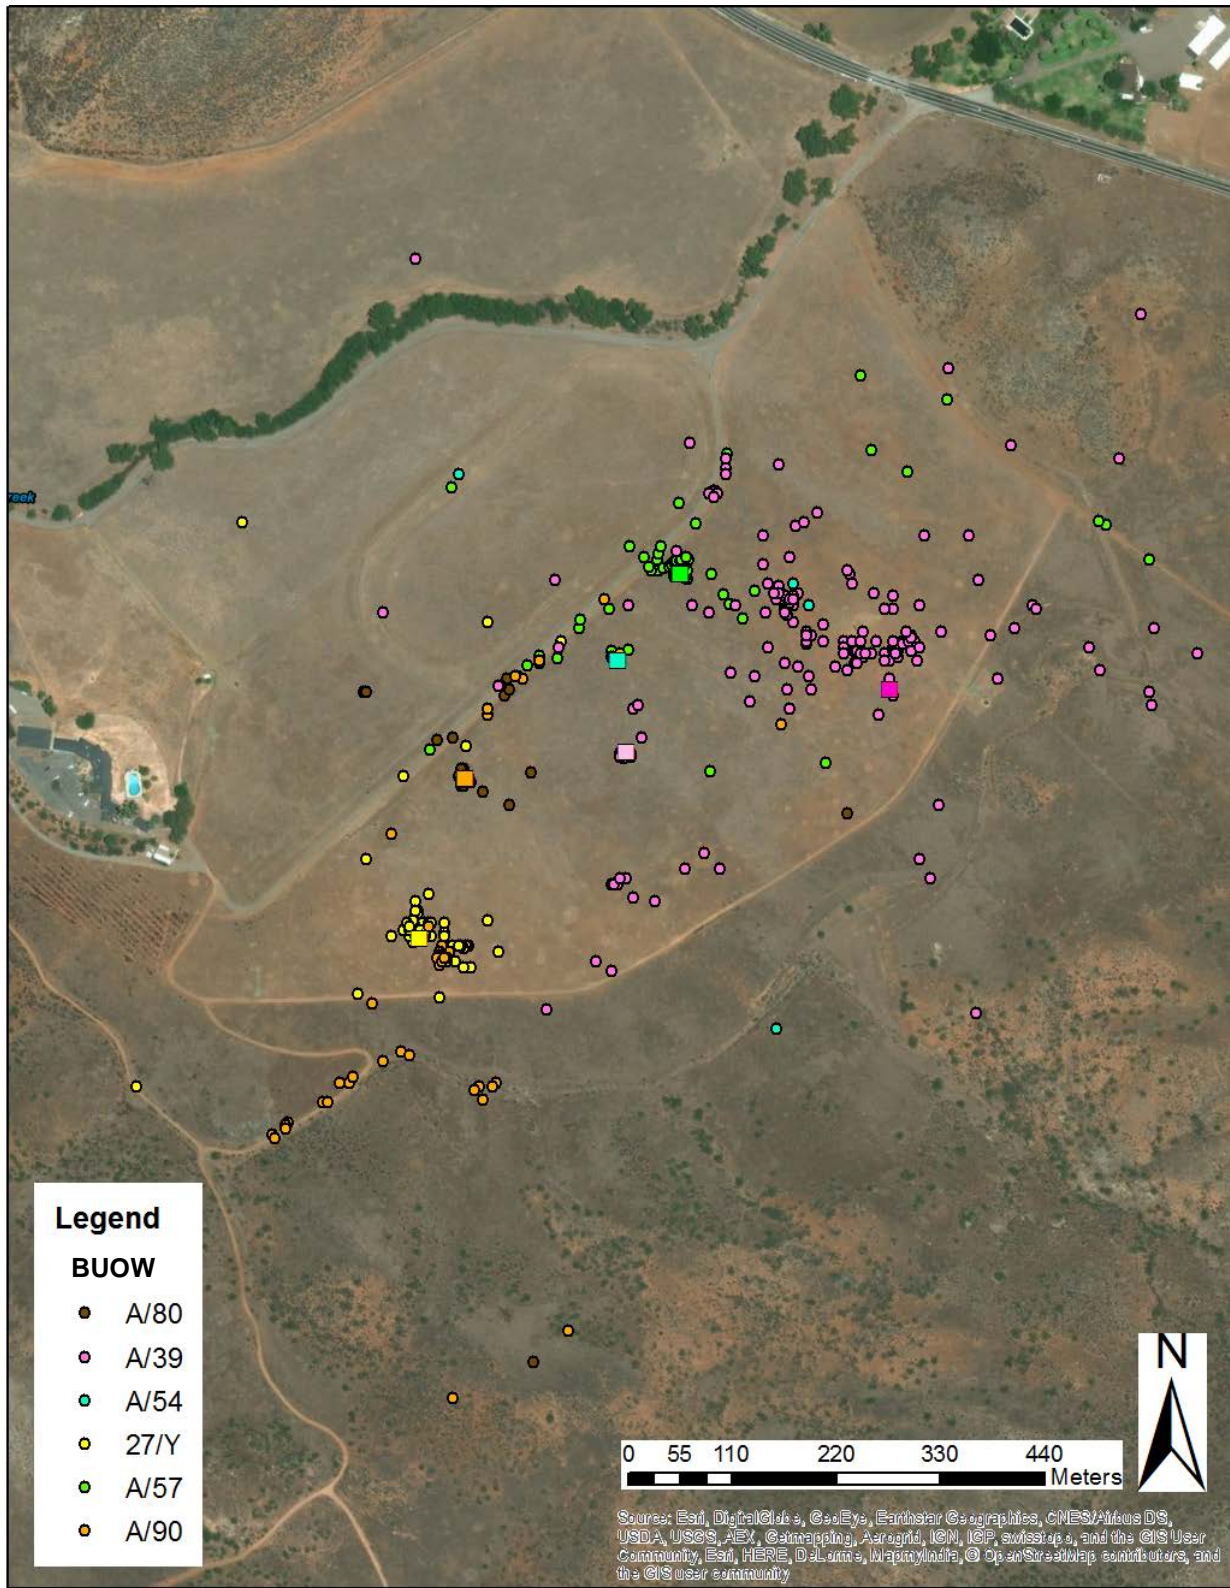 reek
Legend
BUOW
A/80
A/39
A/54
27/Y
A/57
A/90
N
0 55 110 220 330 440
Meters
Source: Esri, DigitalGlobe, GeoEye, Earthstar Geographics, CNES/Airbus DS,
USDA, USGS, AEX, Getmapping, Aerogrid, IGN, IGP, swisstopo, and the GIS User
Community, Esri, HERE, DeLorme, MapmyIndia, © OpenStreetMap contributors, and
the GIS user community